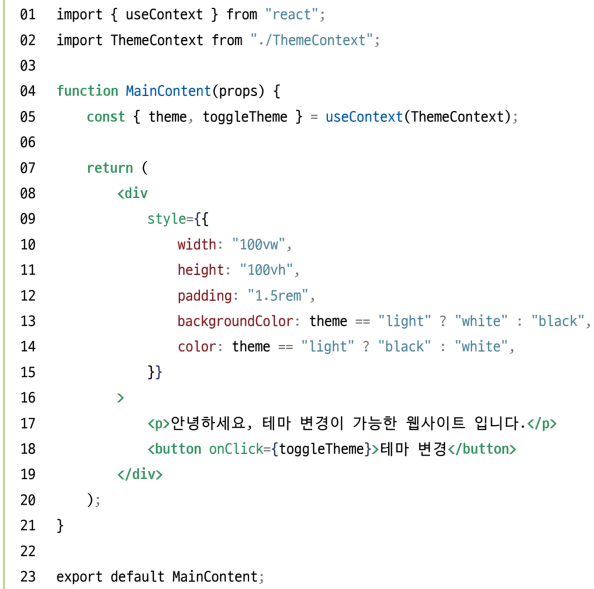 01 import { useContext } from "react";
02 import ThemeContext from "./ThemeContext";
03
04 function MainContent(props) {
05     const { theme, toggleTheme } = useContext(ThemeContext);
06
07     return (
08         <div
09             style={{
10                 width: "100vw",
11                 height: "100vh",
12                 padding: "1.5rem",
13                 backgroundColor: theme == "light" ? "white" : "black",
14                 color: theme == "light" ? "black" : "white",
15             }}
16         >
17             <p>안녕하세요, 테마 변경이 가능한 웹사이트 입니다.</p>
18             <button onClick={toggleTheme}>테마 변경</button>
19         </div>
20     );
21 }
22
23 export default MainContent;